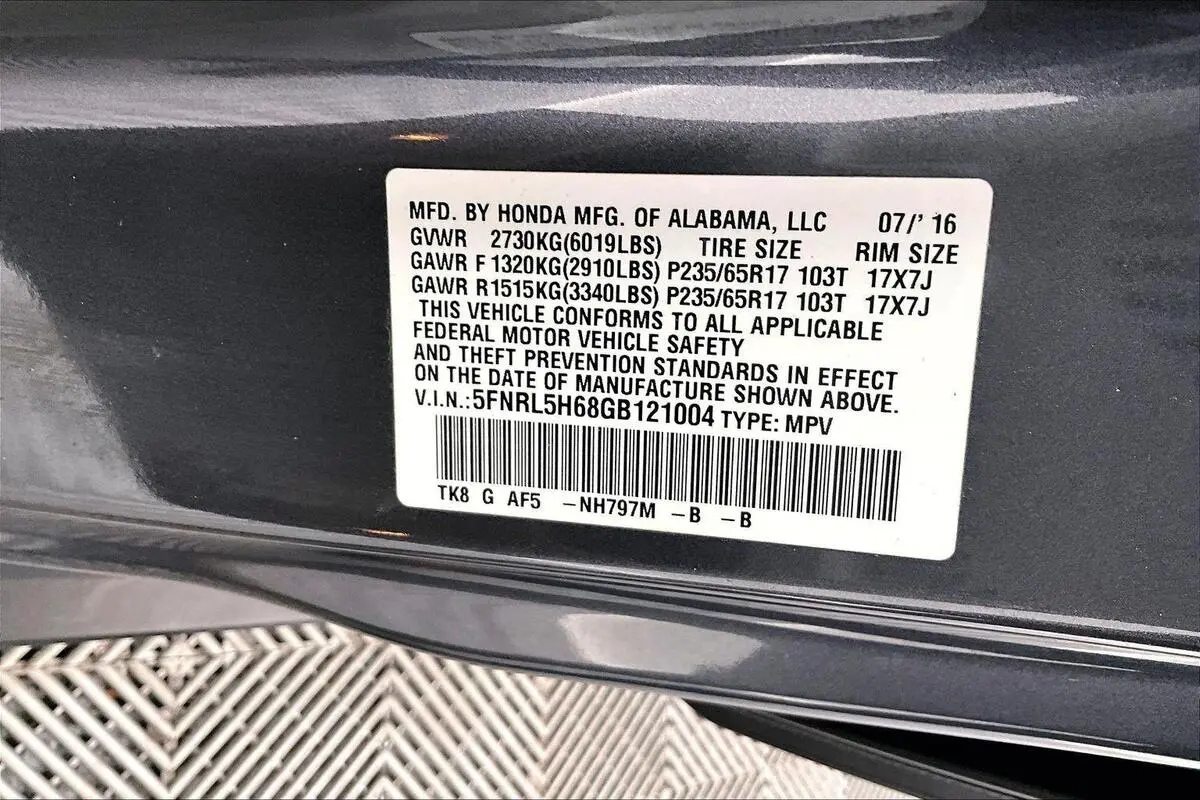 MFD. BY HONDA MFG. OF ALABAMA, LLC 07/' 16
GVWR 2730KG(6019LBS) TIRE SIZE RIM SIZE
GAWR F 1320KG(2910LBS) P235/65R17 103T 17X7J
GAWR R1515KG(3340LBS) P235/65R17 103T 17X7J
THIS VEHICLE CONFORMS TO ALL APPLICABLE
FEDERAL MOTOR VEHICLE SAFETY
AND THEFT PREVENTION STANDARDS IN EFFECT
ON THE DATE OF MANUFACTURE SHOWN ABOVE.
V.I.N.:5FNRL5H68GB121004 TYPE: MPV
TK8 G AF5 –NH797M –B –B